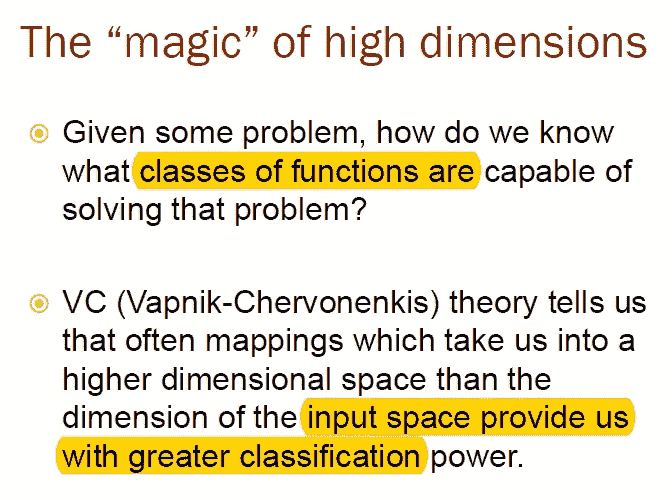 The “magic” of high dimensions
Given some problem, how do we know
what classes of functions are capable of
solving that problem?
VC (Vapnik-Chervonenkis) theory tells us
that often mappings which take us into a
higher dimensional space than the
dimension of the input space provide us
with greater classification power.